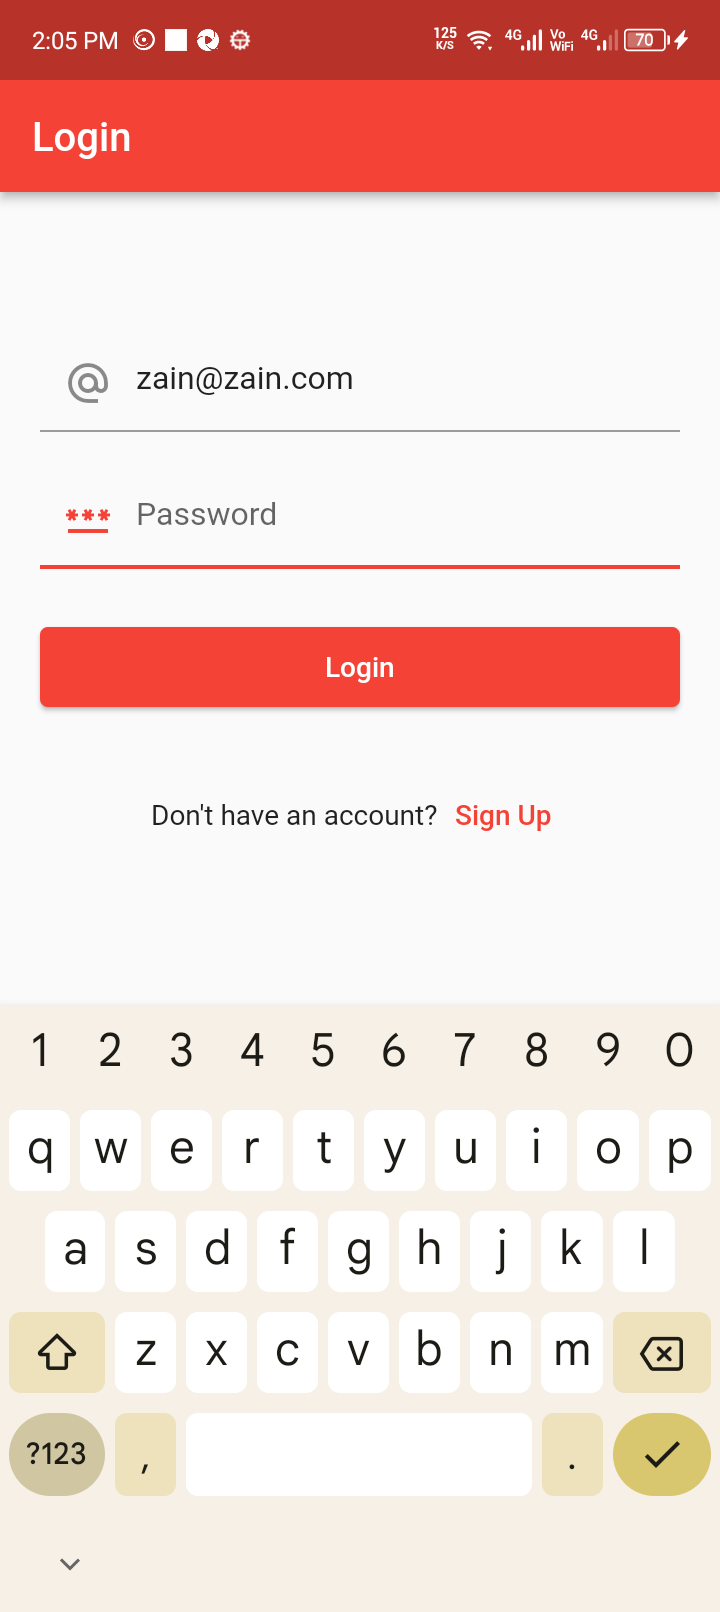 2:05 PM 125 K/S 4G Vo WiFi 4G 70
Login
zain@zain.com
*** Password
Login
Don't have an account? Sign Up
1 2 3 4 5 6 7 8 9 0
q w e r t y u i o p
a s d f g h j k l
z x c v b n m
?123 , .